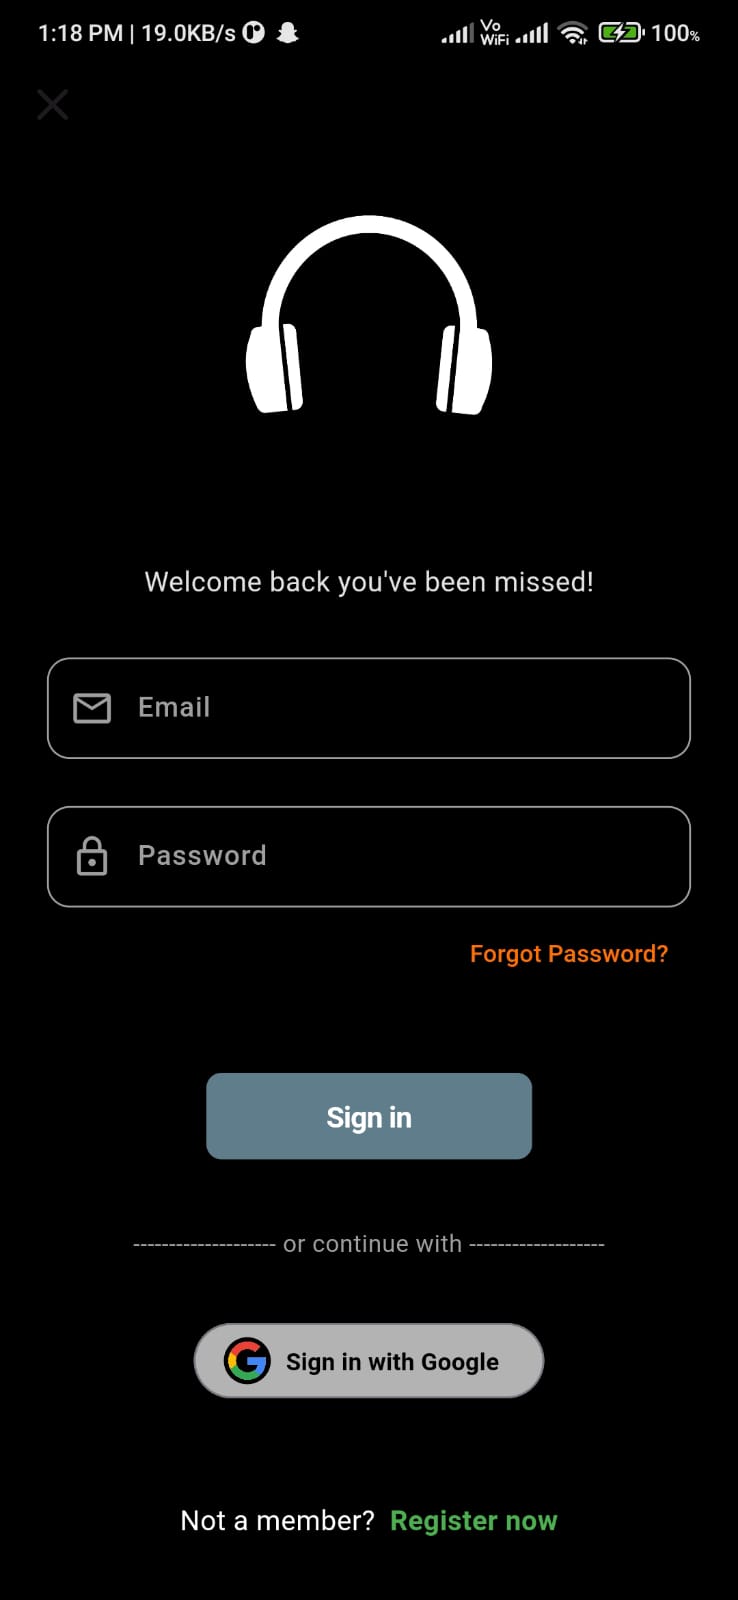 1:18 PM | 19.0KB/s Vo WiFi 100%
Welcome back you've been missed!
Email
Password
Forgot Password?
Sign in
-------------------- or continue with -------------------
Sign in with Google
Not a member? Register now